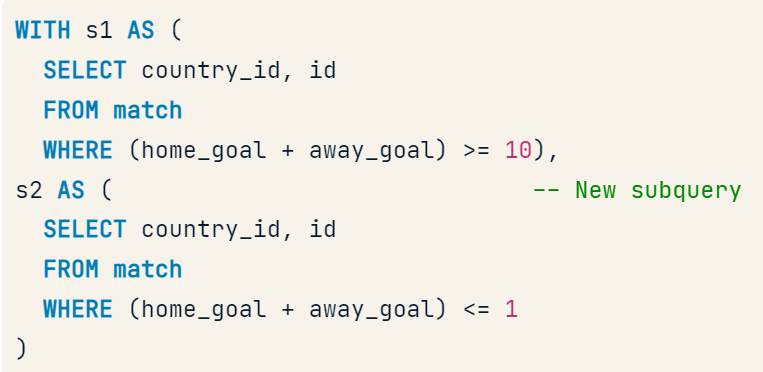 WITH s1 AS (
  SELECT country_id, id
  FROM match
  WHERE (home_goal + away_goal) >= 10),
s2 AS (                              -- New subquery
  SELECT country_id, id
  FROM match
  WHERE (home_goal + away_goal) <= 1
)